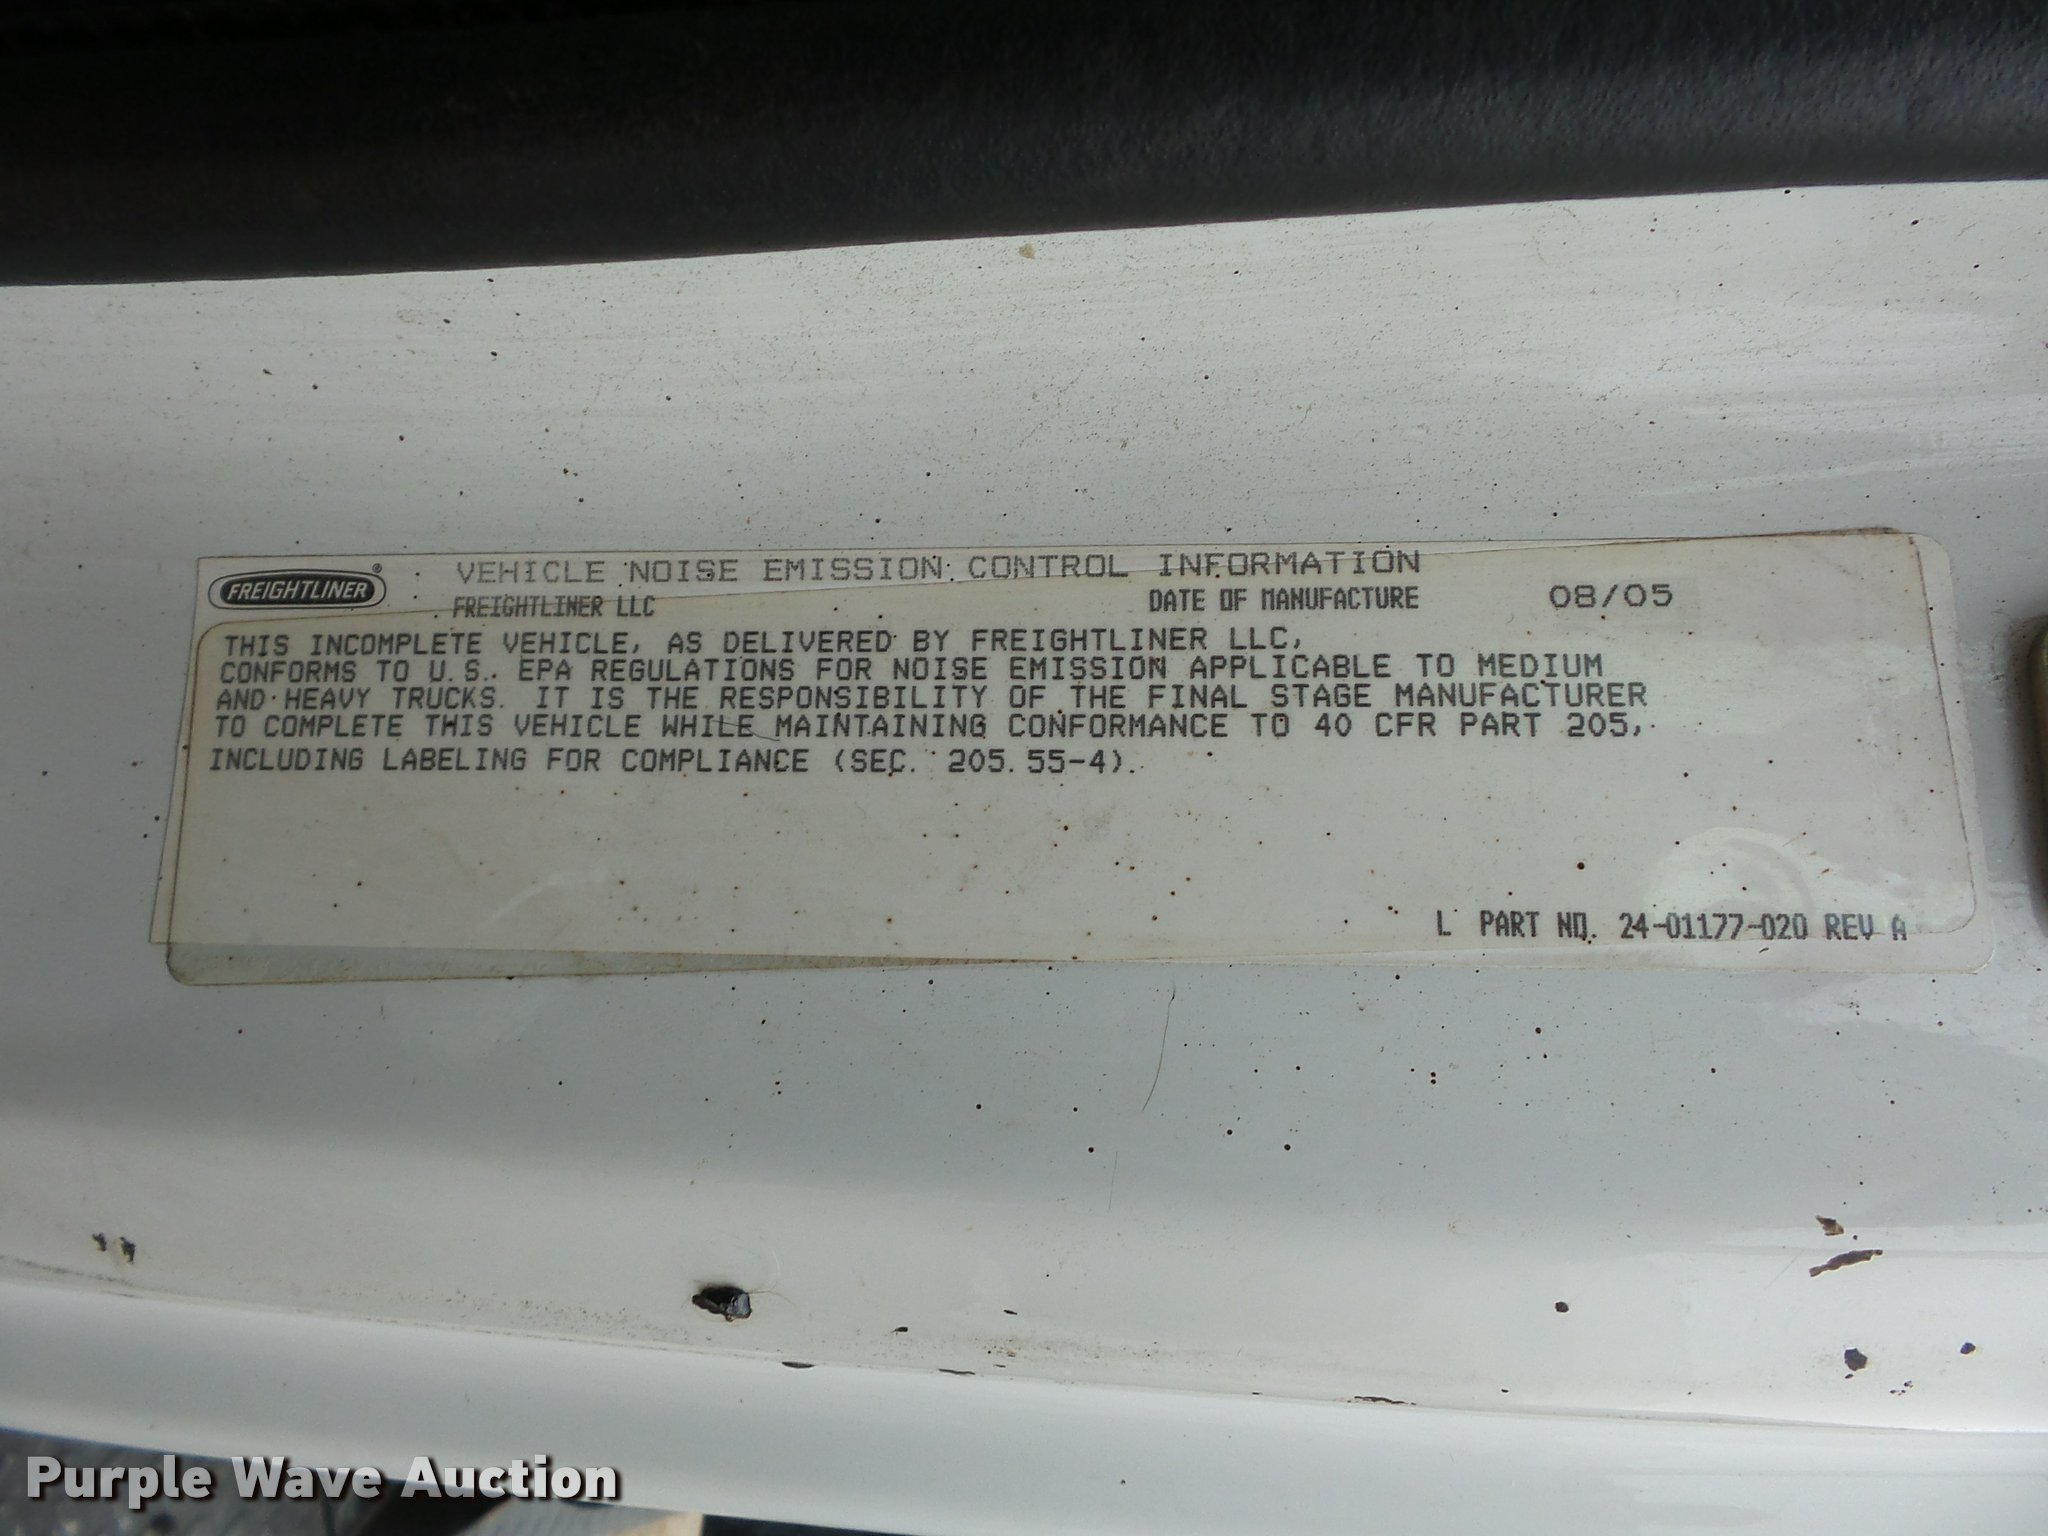 FREIGHTLINER®
VEHICLE NOISE EMISSION CONTROL INFORMATION
FREIGHTLINER LLC DATE OF MANUFACTURE 08/05
THIS INCOMPLETE VEHICLE, AS DELIVERED BY FREIGHTLINER LLC,
CONFORMS TO U.S. EPA REGULATIONS FOR NOISE EMISSION APPLICABLE TO MEDIUM
AND HEAVY TRUCKS. IT IS THE RESPONSIBILITY OF THE FINAL STAGE MANUFACTURER
TO COMPLETE THIS VEHICLE WHILE MAINTAINING CONFORMANCE TO 40 CFR PART 205,
INCLUDING LABELING FOR COMPLIANCE (SEC. 205.55-4).
L PART NO. 24-01177-020 REV A
Purple Wave Auction